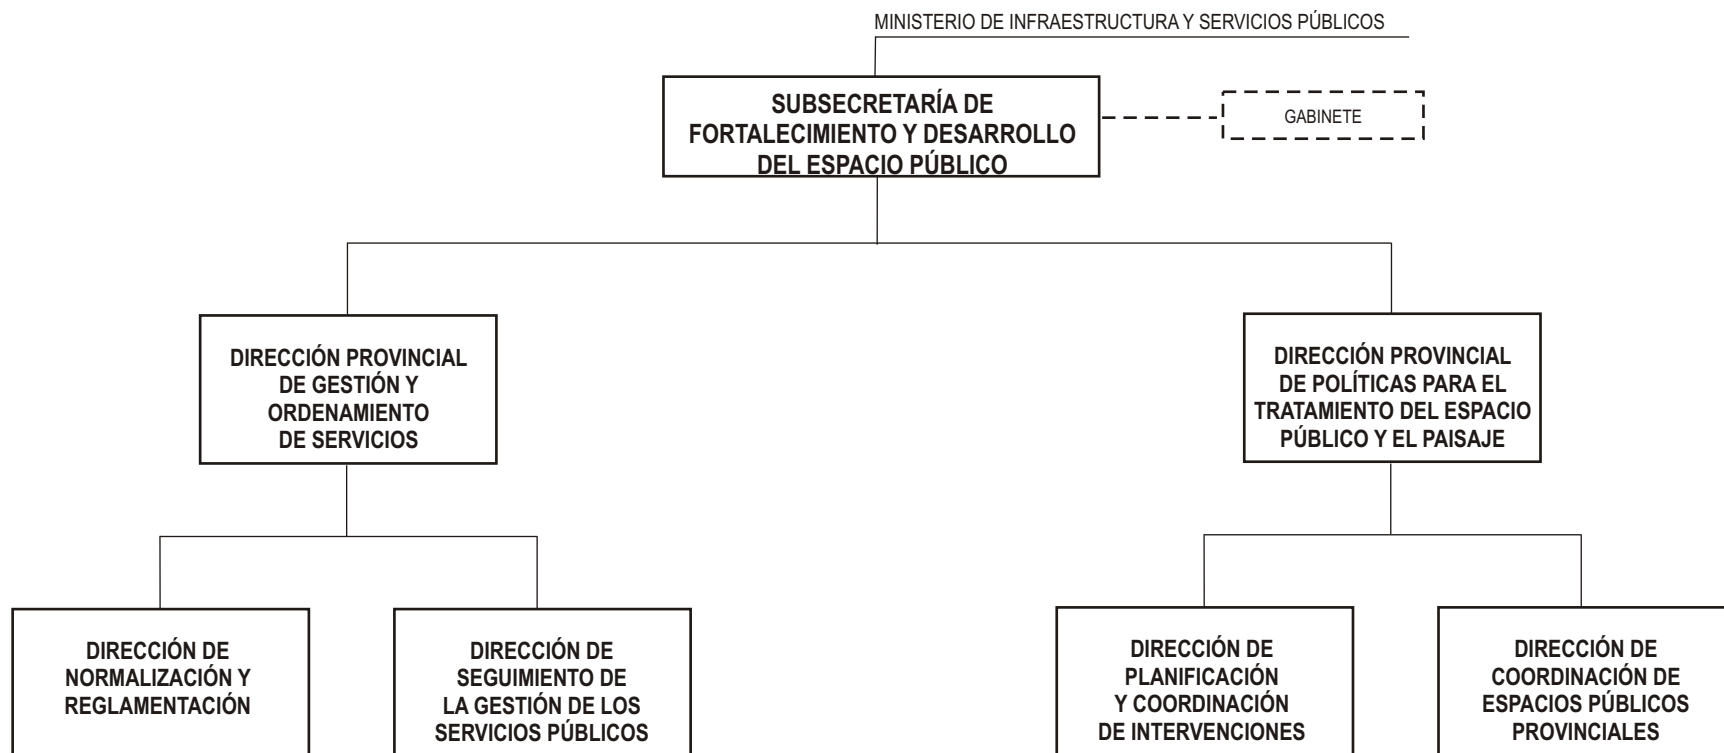 MINISTERIO DE INFRAESTRUCTURA Y SERVICIOS PÚBLICOS
SUBSECRETARÍA DE
FORTALECIMIENTO Y DESARROLLO
DEL ESPACIO PÚBLICO
GABINETE
DIRECCIÓN PROVINCIAL
DE GESTIÓN Y
ORDENAMIENTO
DE SERVICIOS
DIRECCIÓN PROVINCIAL
DE POLÍTICAS PARA EL
TRATAMIENTO DEL ESPACIO
PÚBLICO Y EL PAISAJE
DIRECCIÓN DE
NORMALIZACIÓN Y
REGLAMENTACIÓN
DIRECCIÓN DE
SEGUIMIENTO DE
LA GESTIÓN DE LOS
SERVICIOS PÚBLICOS
DIRECCIÓN DE
PLANIFICACIÓN
Y COORDINACIÓN
DE INTERVENCIONES
DIRECCIÓN DE
COORDINACIÓN DE
ESPACIOS PÚBLICOS
PROVINCIALES